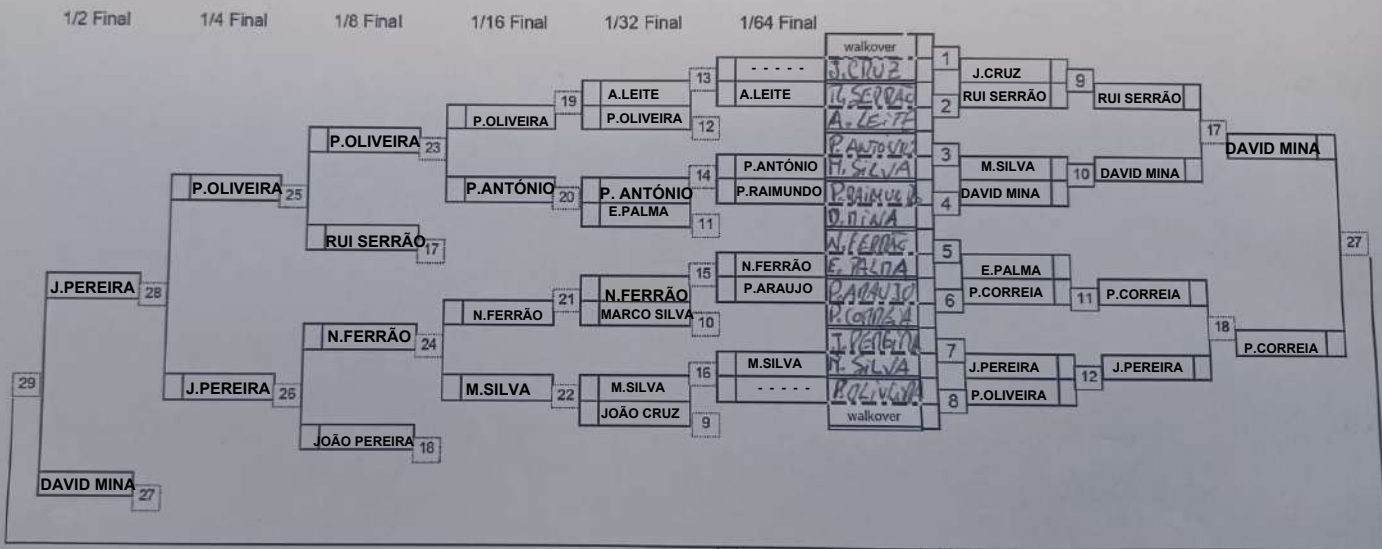 1/2 Final
1/4 Final
1/8 Final
1/16 Final
1/32 Final
1/64 Final
J.PEREIRA
28
29
DAVID MINA
27
P.OLIVEIRA
25
J.PEREIRA
26
P.OLIVEIRA
23
RUI SERRÃO
17
N.FERRÃO
24
JOÃO PEREIRA
18
P.OLIVEIRA
19
P.ANTÓNIO
20
N.FERRÃO
21
M.SILVA
22
A.LEITE
13
P.OLIVEIRA
12
P. ANTÓNIO
14
E.PALMA
11
N.FERRÃO
15
MARCO SILVA
10
M.SILVA
16
JOÃO CRUZ
9
- - - - -
A.LEITE
P.ANTÓNIO
P.RAIMUNDO
N.FERRÃO
P.ARAUJO
M.SILVA
- - - - -
walkover
J.CRUZ
R.SERRÃO
A.LEITE
P.ANTÓNIO
M.SILVA
P.RAIMUNDO
D.MINA
N.FERRÃO
E.PALMA
P.ARAUJO
P.CORREIA
J.PEREIRA
M.SILVA
P.OLIVEIRA
walkover
1
2
3
4
5
6
7
8
J.CRUZ
9
RUI SERRÃO
M.SILVA
10
DAVID MINA
E.PALMA
P.CORREIA
11
J.PEREIRA
12
P.OLIVEIRA
RUI SERRÃO
17
DAVID MINA
P.CORREIA
18
J.PEREIRA
DAVID MINA
27
P.CORREIA